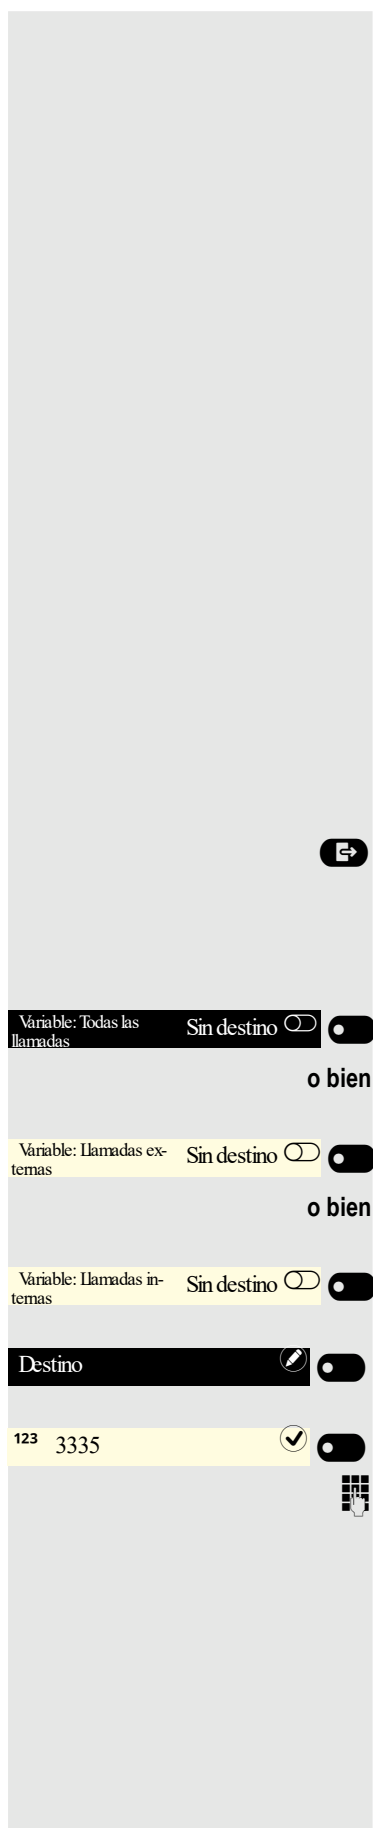 Variable: Todas las
llamadas
Sin destino
o bien
Variable: Llamadas ex-
ternas
Sin destino
o bien
Variable: Llamadas in-
ternas
Sin destino
Destino
123 3335